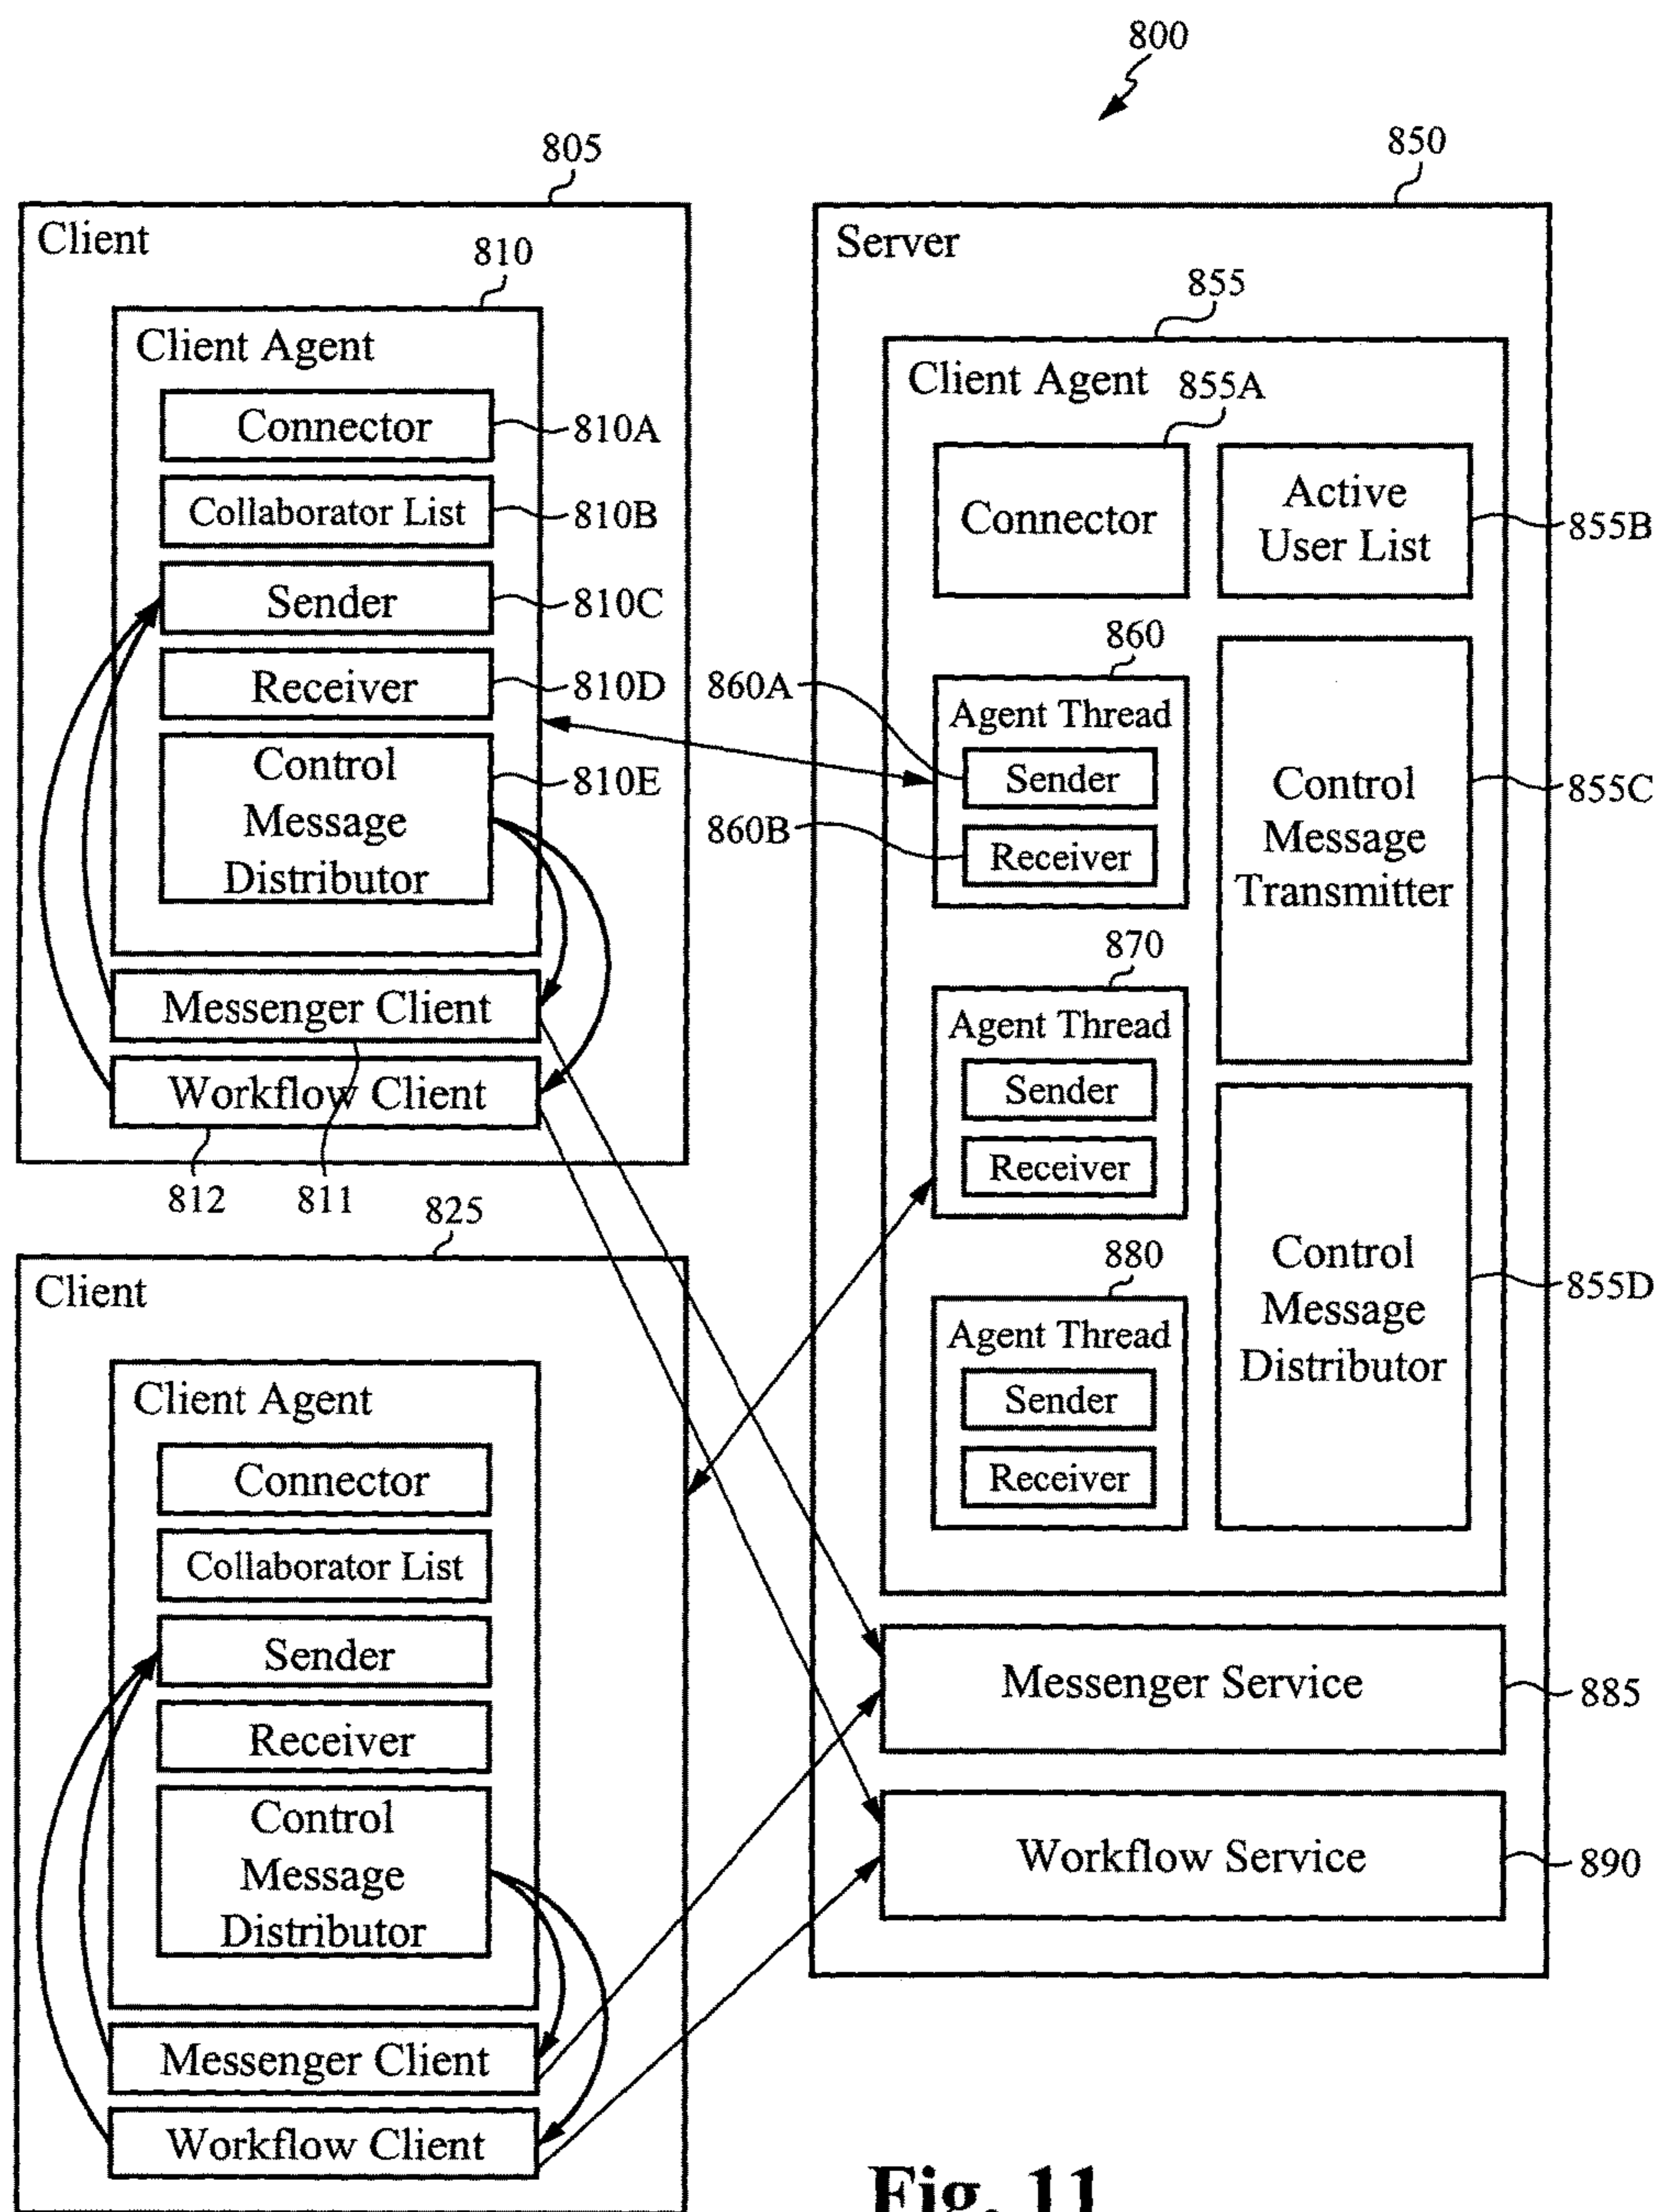 800
805
Client
810
Client Agent
Connector
810A
Collaborator List
810B
Sender
810C
Receiver
810D
Control
Message
Distributor
810E
Messenger Client
Workflow Client
812
811
825
Client
Client Agent
Connector
Collaborator List
Sender
Receiver
Control
Message
Distributor
Messenger Client
Workflow Client
850
Server
855
Client Agent
855A
Connector
Active
User List
855B
860
860A
Agent Thread
Sender
860B
Receiver
Control
Message
Transmitter
855C
870
Agent Thread
Sender
Receiver
880
Agent Thread
Sender
Receiver
Control
Message
Distributor
855D
Messenger Service
885
Workflow Service
890
Fig. 11